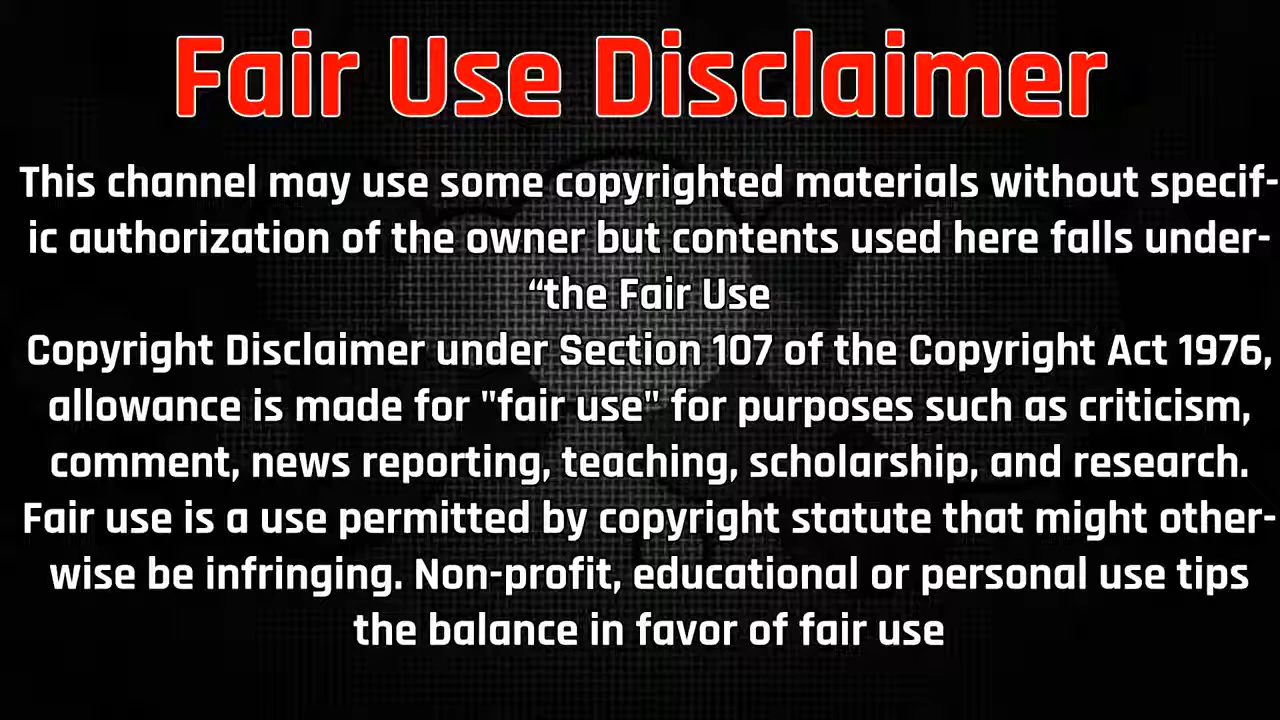 Fair Use Disclaimer
This channel may use some copyrighted materials without specif-
ic authorization of the owner but contents used here falls under-
“the Fair Use
Copyright Disclaimer under Section 107 of the Copyright Act 1976,
allowance is made for "fair use" for purposes such as criticism,
comment, news reporting, teaching, scholarship, and research.
Fair use is a use permitted by copyright statute that might other-
wise be infringing. Non-profit, educational or personal use tips
the balance in favor of fair use